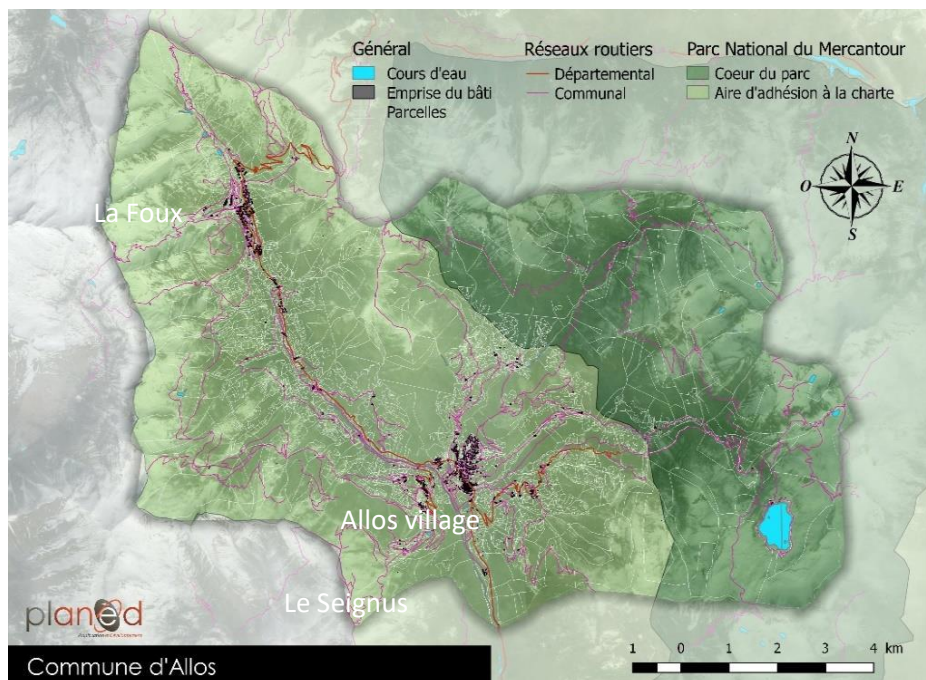 Général
Cours d'eau
Emprise du bâti
Parcelles
Réseaux routiers
Départemental
Communal
Parc National du Mercantour
Coeur du parc
Aire d'adhésion à la charte
N
O E
S
La Foux
Allos village
Le Seignus
planèd
Commune d'Allos
1 0 1 2 3 4 km